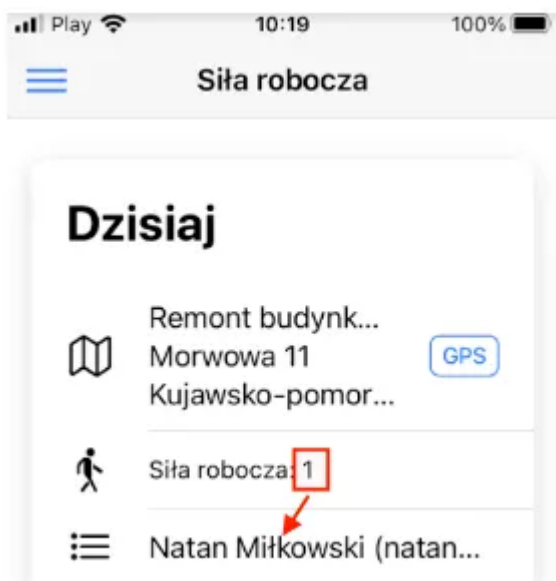 Play 10:19 100%
Siła robocza
Dzisiaj
Remont budynk...
Morwowa 11
Kujawsko-pomor...
GPS
Siła robocza: 1
Natan Miłkowski (natan...